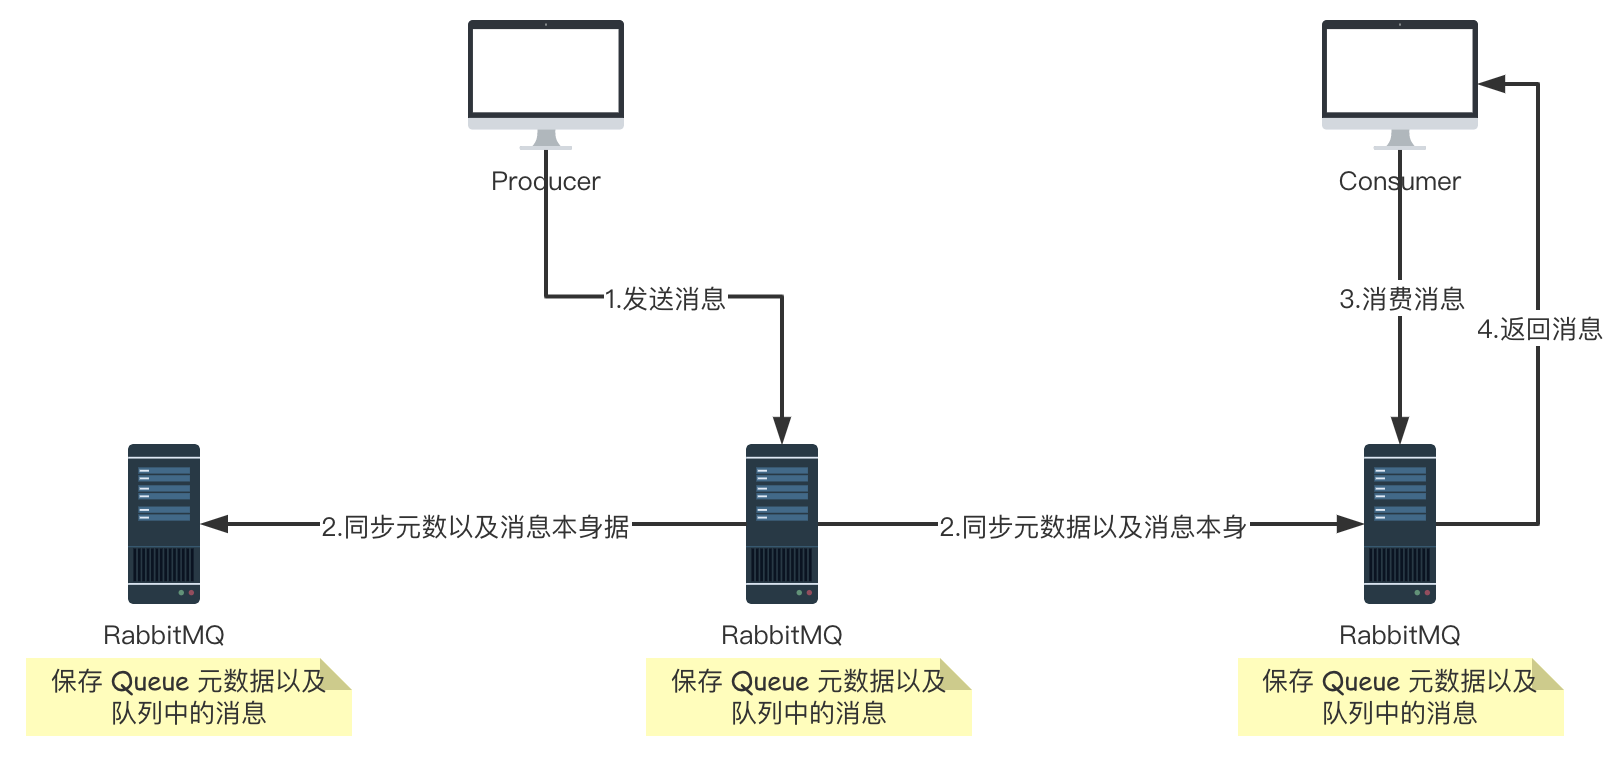 Producer
Consumer
1.发送消息
3.消费消息
4.返回消息
2.同步元数以及消息本身据
2.同步元数据以及消息本身
RabbitMQ
RabbitMQ
RabbitMQ
保存 Queue 元数据以及
队列中的消息
保存 Queue 元数据以及
队列中的消息
保存 Queue 元数据以及
队列中的消息